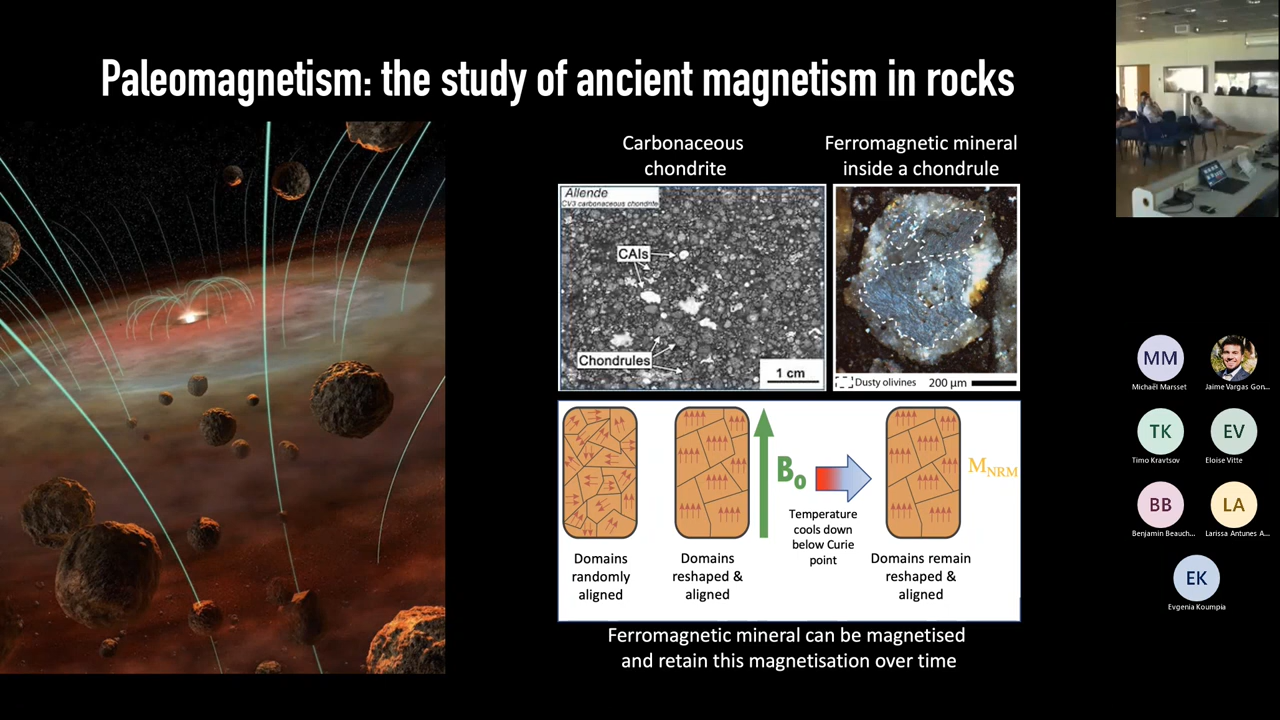 Paleomagnetism: the study of ancient magnetism in rocks
Carbonaceous
chondrite
Ferromagnetic mineral
inside a chondrule
Allende
CV3 carbonaceous chondrite
CAIs
Chondrules
1 cm
Dusty olivines
200 µm
B₀
M_NRM
Temperature
cools down
below Curie
point
Domains
randomly
aligned
Domains
reshaped &
aligned
Domains remain
reshaped &
aligned
Ferromagnetic mineral can be magnetised
and retain this magnetisation over time
MM
Michaël Marsset
Jaime Vargas Gon...
TK
Timo Kravtsov
EV
Eloise Vitte
BB
Benjamin Beauch...
LA
Larissa Antunes A...
EK
Evgenia Koumpia